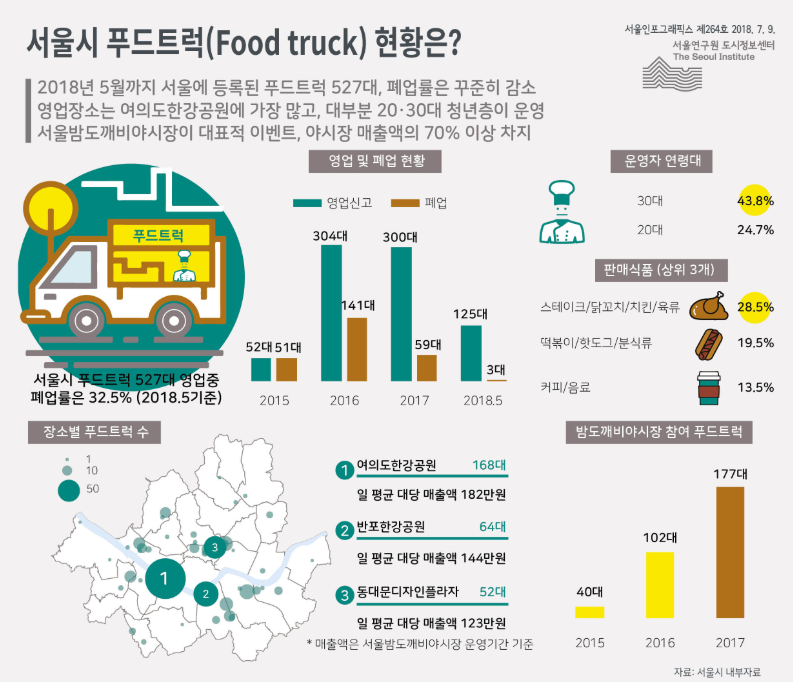 서울시 푸드트럭(Food truck) 현황은?
서울인포그래픽스 제264호 2018. 7. 9.
서울연구원 도시정보센터
The Seoul Institute
2018년 5월까지 서울에 등록된 푸드트럭 527대, 폐업률은 꾸준히 감소
영업장소는 여의도한강공원에 가장 많고, 대부분 20·30대 청년층이 운영
서울밤도깨비야시장이 대표적 이벤트, 야시장 매출액의 70% 이상 차지
푸드트럭
서울시 푸드트럭 527대 영업중
폐업률은 32.5% (2018.5기준)
영업 및 폐업 현황
영업신고 폐업
52대 51대
304대
141대
300대
59대
125대
3대
2015 2016 2017 2018.5
운영자 연령대
30대 43.8%
20대 24.7%
판매식품 (상위 3개)
스테이크/닭꼬치/치킨/육류 28.5%
떡볶이/핫도그/분식류 19.5%
커피/음료 13.5%
장소별 푸드트럭 수
1
10
50
1
2
3
1 여의도한강공원 168대
일 평균 대당 매출액 182만원
2 반포한강공원 64대
일 평균 대당 매출액 144만원
3 동대문디자인플라자 52대
일 평균 대당 매출액 123만원
* 매출액은 서울밤도깨비야시장 운영기간 기준
밤도깨비야시장 참여 푸드트럭
40대
102대
177대
2015 2016 2017
자료: 서울시 내부자료